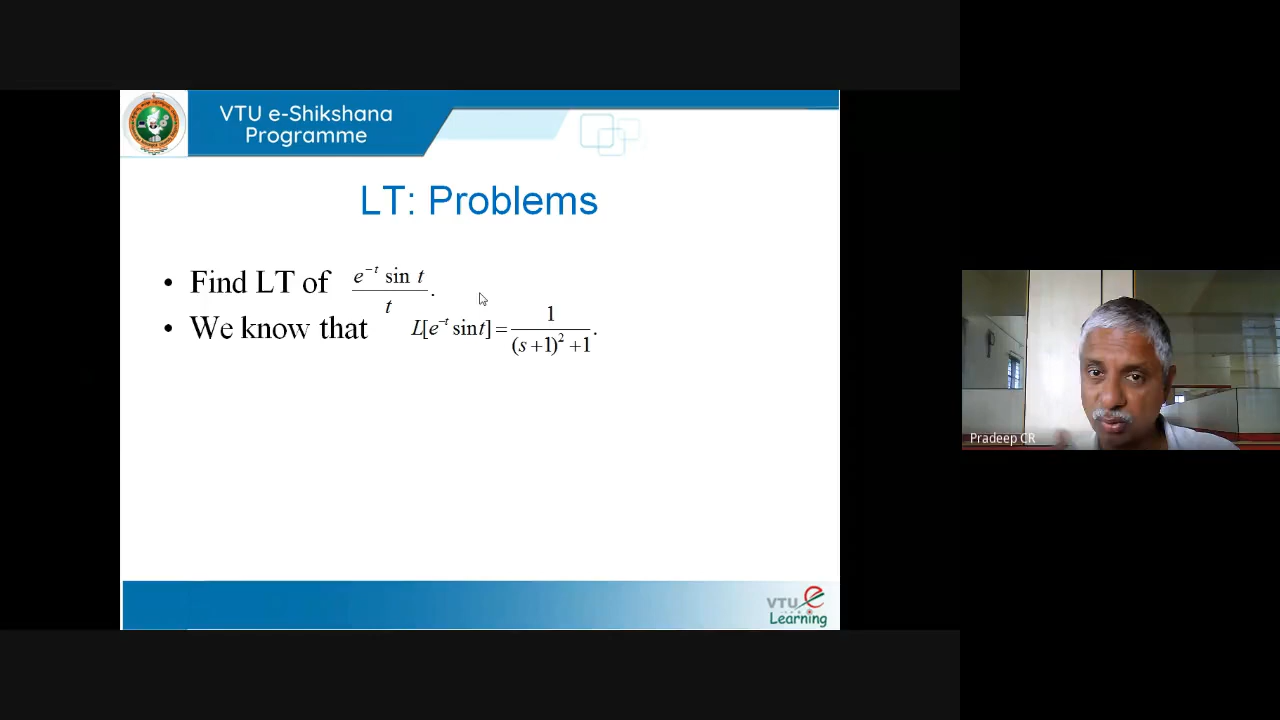 VTU e-Shikshana
Programme
LT: Problems
• Find LT of e^{-t} sin t / t.
• We know that L[e^{-t} sin t] = 1 / ((s+1)^2 + 1).
Pradeep CR
VTU e
Learning